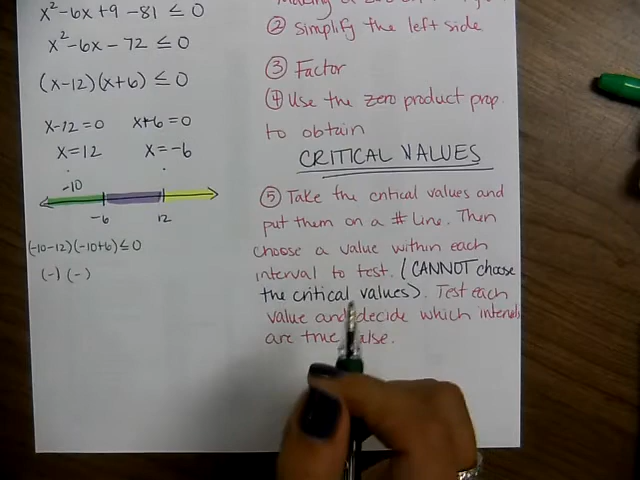 x²-6x+9 -81 ≤ 0
x²-6x-72 ≤ 0
(x-12)(x+6) ≤ 0
x-12=0 x+6=0
x=12 x=-6
-10
-6 12
(-10-12)(-10+6) ≤ 0
(-) (-)
② simplify the left side
③ Factor
④ Use the zero product prop.
to obtain
CRITICAL VALUES
⑤ Take the critical values and
put them on a # line. Then
choose a value within each
interval to test. (CANNOT choose
the critical values). Test each
value and decide which intervals
are true